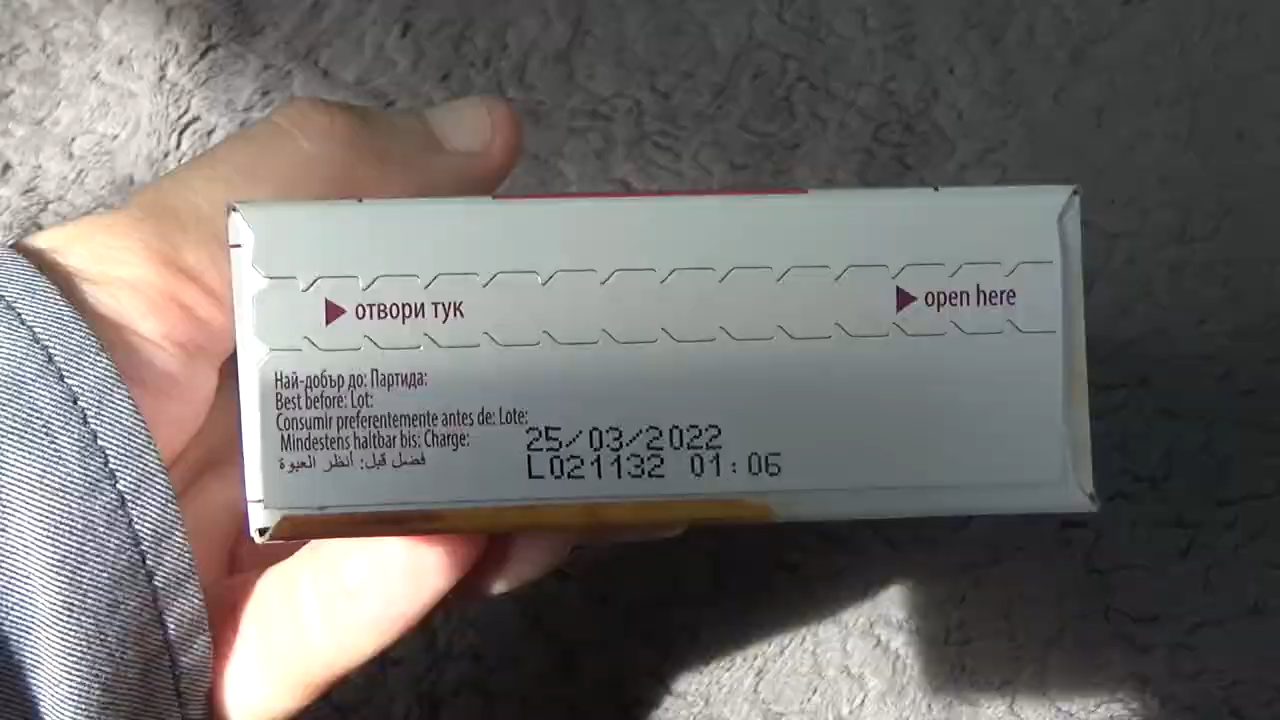 отвори тук
open here
Най-добър до: Партида:
Best before: Lot:
Consumir preferentemente antes de: Lote:
Mindestens haltbar bis: Charge:
فضل قبل: أنظر العبوة
25/03/2022
L021132 01:06